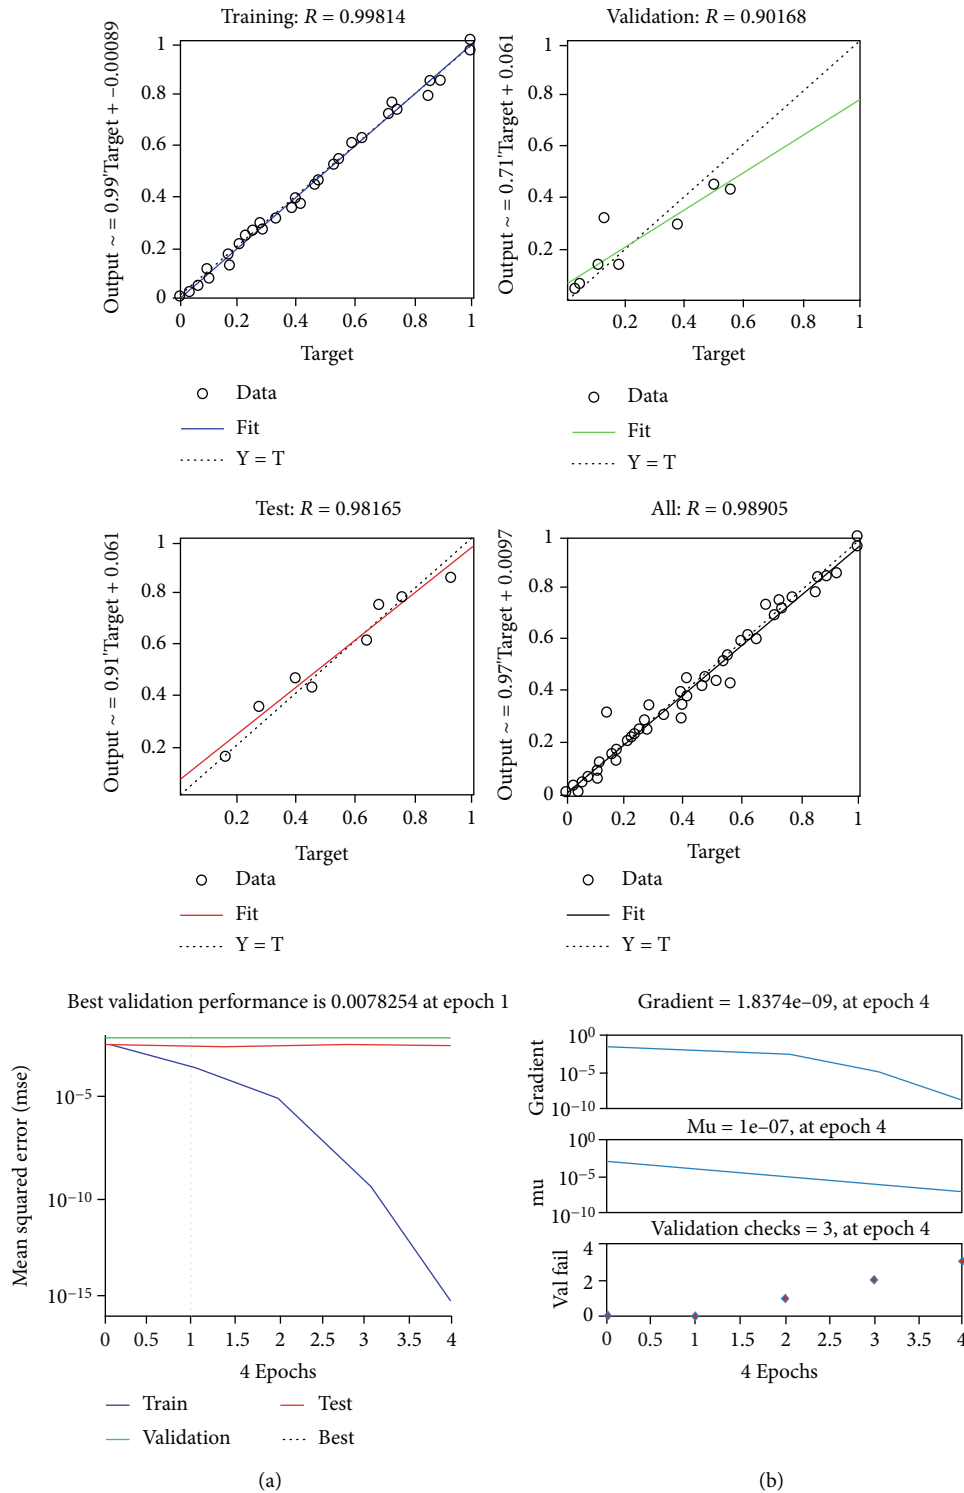 Training: R = 0.99814
Output ~ = 0.99'Target + –0.00089
1
0.8
0.6
0.4
0.2
0
0 0.2 0.4 0.6 0.8 1
Target
Data
Fit
Y = T
Validation: R = 0.90168
Output ~ = 0.71'Target + 0.061
1
0.8
0.6
0.4
0.2
0.2 0.4 0.6 0.8 1
Target
Data
Fit
Y = T
Test: R = 0.98165
Output ~ = 0.91'Target + 0.061
1
0.8
0.6
0.4
0.2
0.2 0.4 0.6 0.8 1
Target
Data
Fit
Y = T
All: R = 0.98905
Output ~ = 0.97'Target + 0.0097
1
0.8
0.6
0.4
0.2
0
0 0.2 0.4 0.6 0.8 1
Target
Data
Fit
Y = T
Best validation performance is 0.0078254 at epoch 1
Mean squared error (mse)
10–5
10–10
10–15
0 0.5 1 1.5 2 2.5 3 3.5 4
4 Epochs
Train
Validation
Test
Best
(a)
Gradient = 1.8374e–09, at epoch 4
Gradient
100
10–5
10–10
Mu = 1e–07, at epoch 4
mu
100
10–5
10–10
Validation checks = 3, at epoch 4
Val fail
4
2
0
0 0.5 1 1.5 2 2.5 3 3.5 4
4 Epochs
(b)